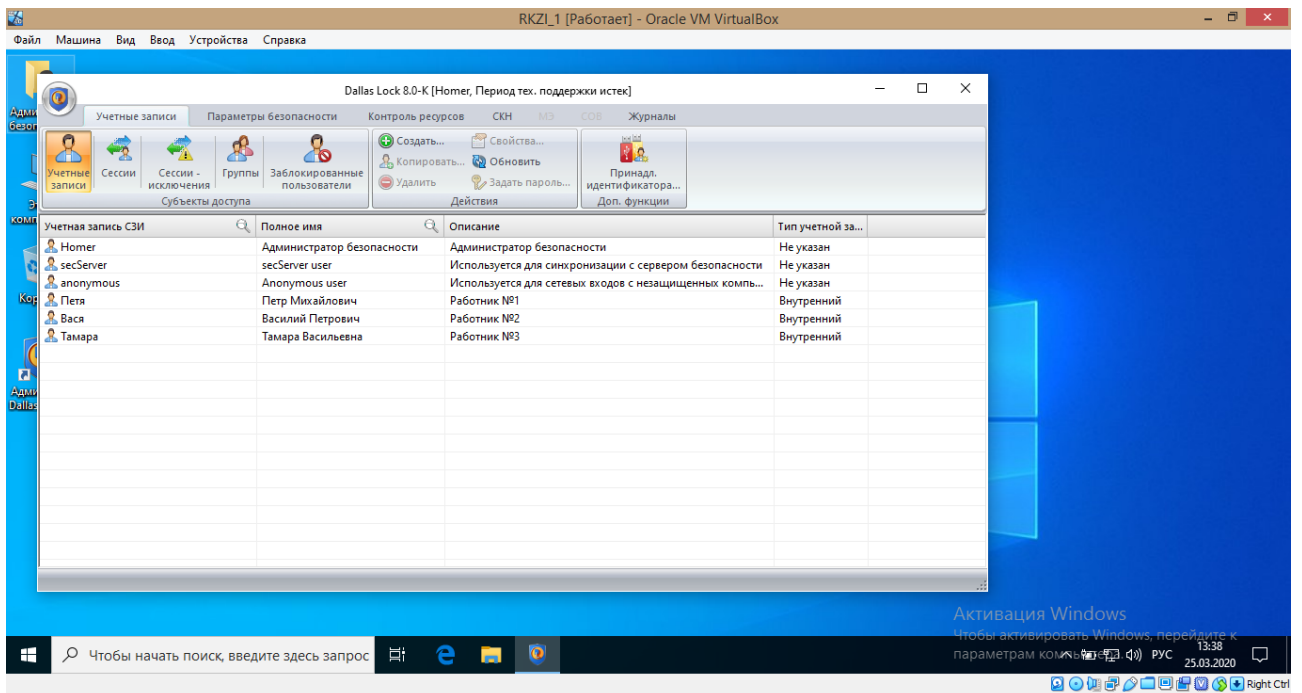 RKZI_1 [Работает] - Oracle VM VirtualBox
Файл Машина Вид Ввод Устройства Справка
Dallas Lock 8.0-K [Homer, Период тех. поддержки истек]
Учетные записи Параметры безопасности Контроль ресурсов СКН МЭ СОВ Журналы
Учетные записи
Сессии
Сессии - исключения
Группы
Заблокированные пользователи
Субъекты доступа
Создать... Свойства...
Копировать... Обновить
Удалить Задать пароль...
Действия
Принадл. идентификатора...
Доп. функции
Учетная запись СЗИ Полное имя Описание Тип учетной за...
Homer Администратор безопасности Администратор безопасности Не указан
secServer secServer user Используется для синхронизации с сервером безопасности Не указан
anonymous Anonymous user Используется для сетевых входов с незащищенных компь... Не указан
Петя Петр Михайлович Работник №1 Внутренний
Вася Василий Петрович Работник №2 Внутренний
Тамара Тамара Васильевна Работник №3 Внутренний
Dallas
Активация Windows
Чтобы активировать Windows, перейдите к
параметрам
Чтобы начать поиск, введите здесь запрос
РУС
13:38
25.03.2020
Right Ctrl